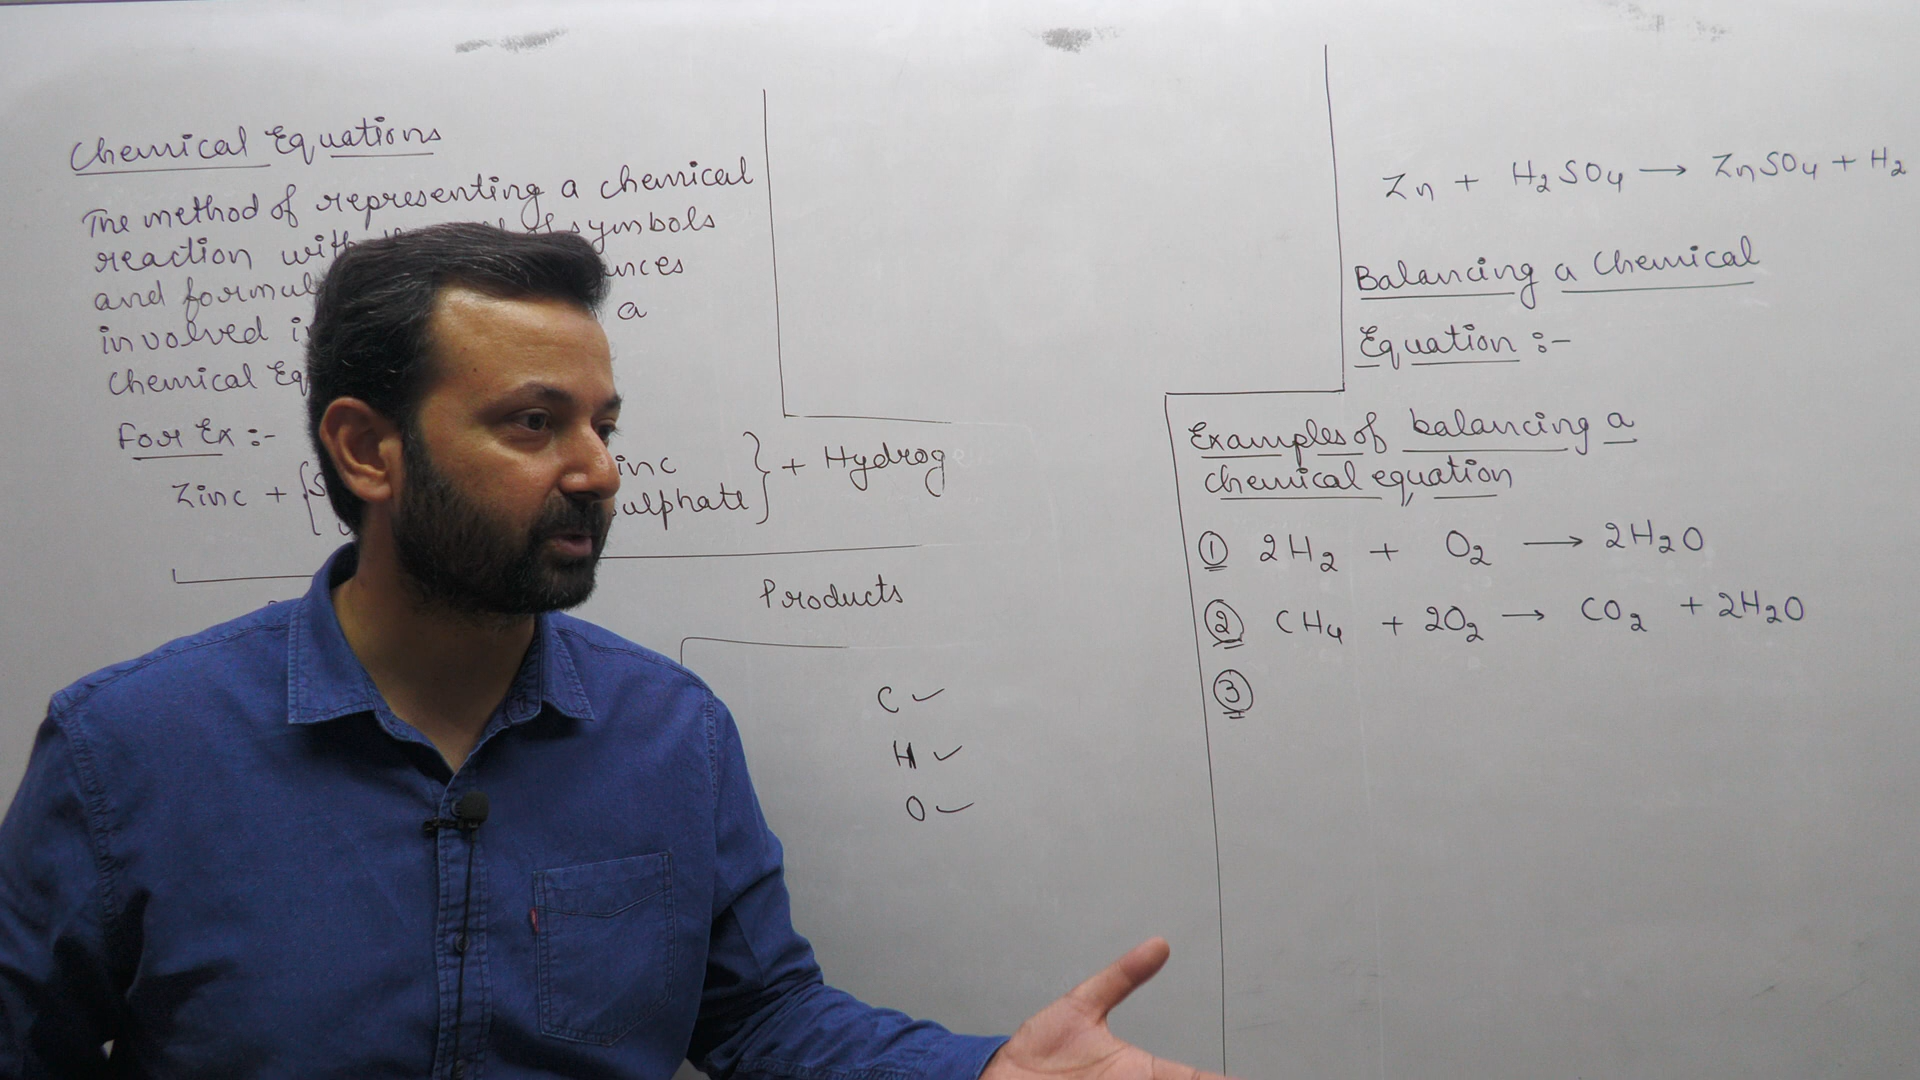 Chemical Equations
The method of representing a chemical
reaction with symbols
and formul
involved i a
Chemical Eq
For Ex :-
Zinc + { inc } + Hydrog
ulphate
Products
C ✓
H ✓
O ✓
Zn + H₂SO₄ → ZnSO₄ + H₂
Balancing a Chemical
Equation :-
Examples of balancing a
chemical equation
① 2H₂ + O₂ → 2H₂O
② CH₄ + 2O₂ → CO₂ + 2H₂O
③